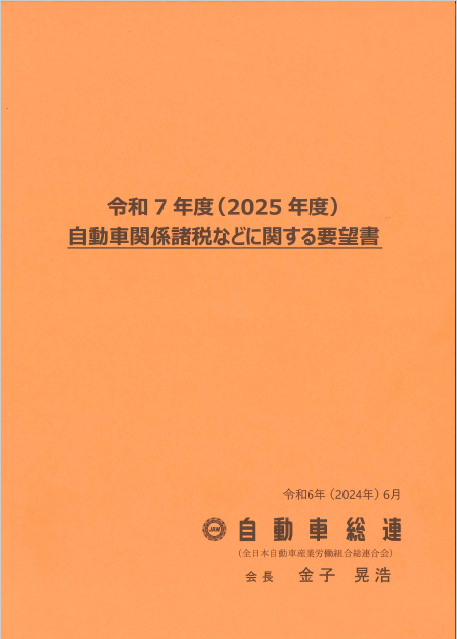 令和７年度（2025 年度）
自動車関係諸税などに関する要望書
令和6年（2024年）6月
JAW 自動車総連
（全日本自動車産業労働組合総連合会）
会長　金子　晃浩